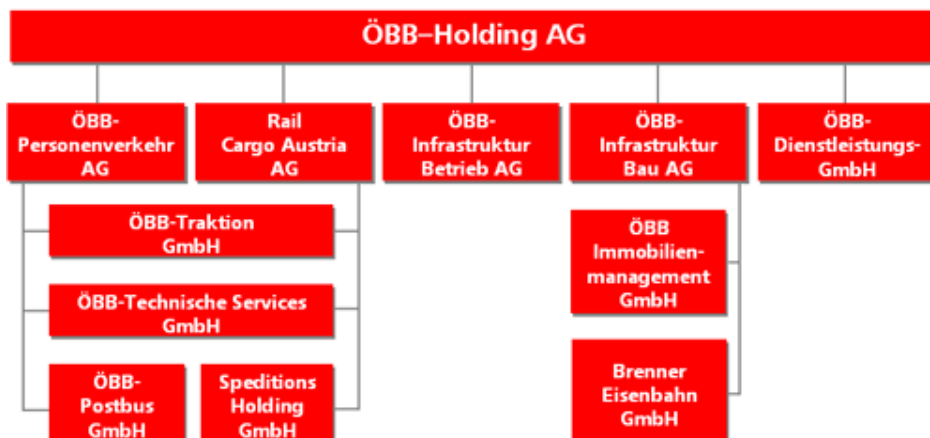 ÖBB–Holding AG
ÖBB-
Personenverkehr
AG
Rail
Cargo Austria
AG
ÖBB-
Infrastruktur
Betrieb AG
ÖBB-
Infrastruktur
Bau AG
ÖBB-
Dienstleistungs-
GmbH
ÖBB-Traktion
GmbH
ÖBB-Technische Services
GmbH
ÖBB-
Postbus
GmbH
Speditions
Holding
GmbH
ÖBB
Immobilien-
management
GmbH
Brenner
Eisenbahn
GmbH